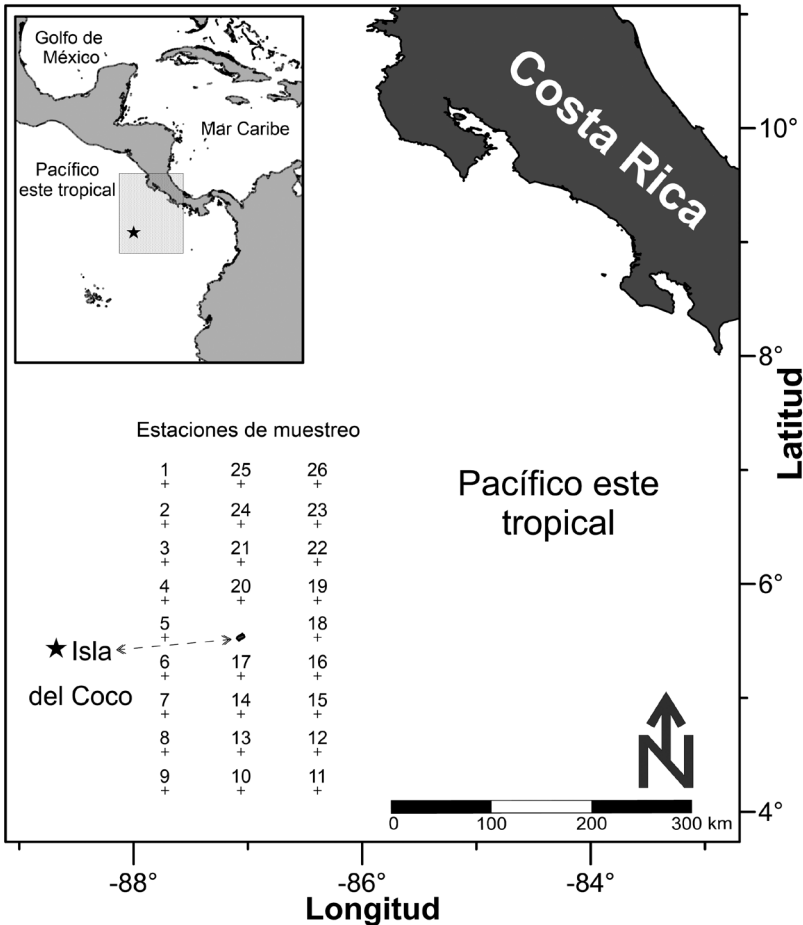 Golfo de
México
Mar Caribe
Pacífico
este tropical
Costa Rica
10°
8°
6°
4°
Latitud
Estaciones de muestreo
1 25 26
2 24 23
3 21 22
4 20 19
5 18
6 17 16
7 14 15
8 13 12
9 10 11
Isla
del Coco
Pacífico este
tropical
N
0 100 200 300 km
-88° -86° -84°
Longitud